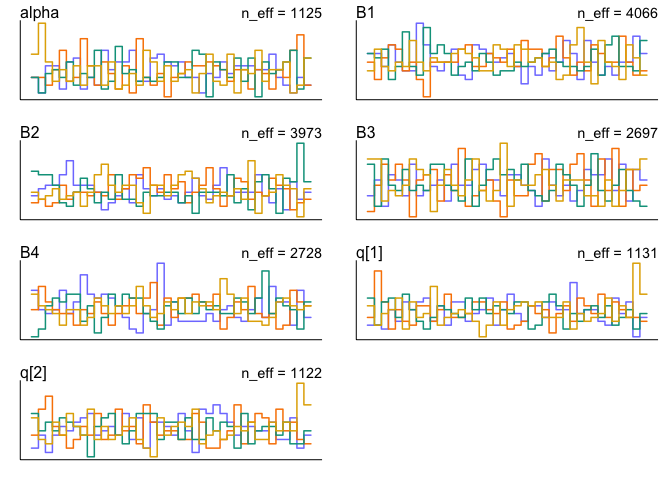 alpha n_eff = 1125
B1 n_eff = 4066
B2 n_eff = 3973
B3 n_eff = 2697
B4 n_eff = 2728
q[1] n_eff = 1131
q[2] n_eff = 1122